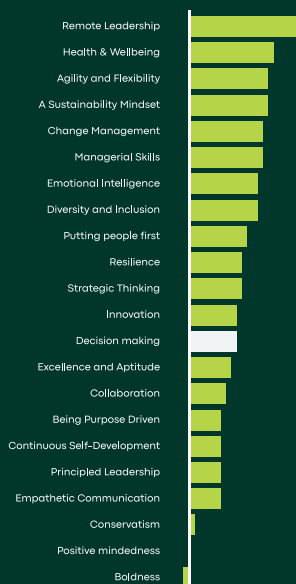 Remote Leadership
Health & Wellbeing
Agility and Flexibility
A Sustainability Mindset
Change Management
Managerial Skills
Emotional Intelligence
Diversity and Inclusion
Putting people first
Resilience
Strategic Thinking
Innovation
Decision making
Excellence and Aptitude
Collaboration
Being Purpose Driven
Continuous Self-Development
Principled Leadership
Empathetic Communication
Conservatism
Positive mindedness
Boldness